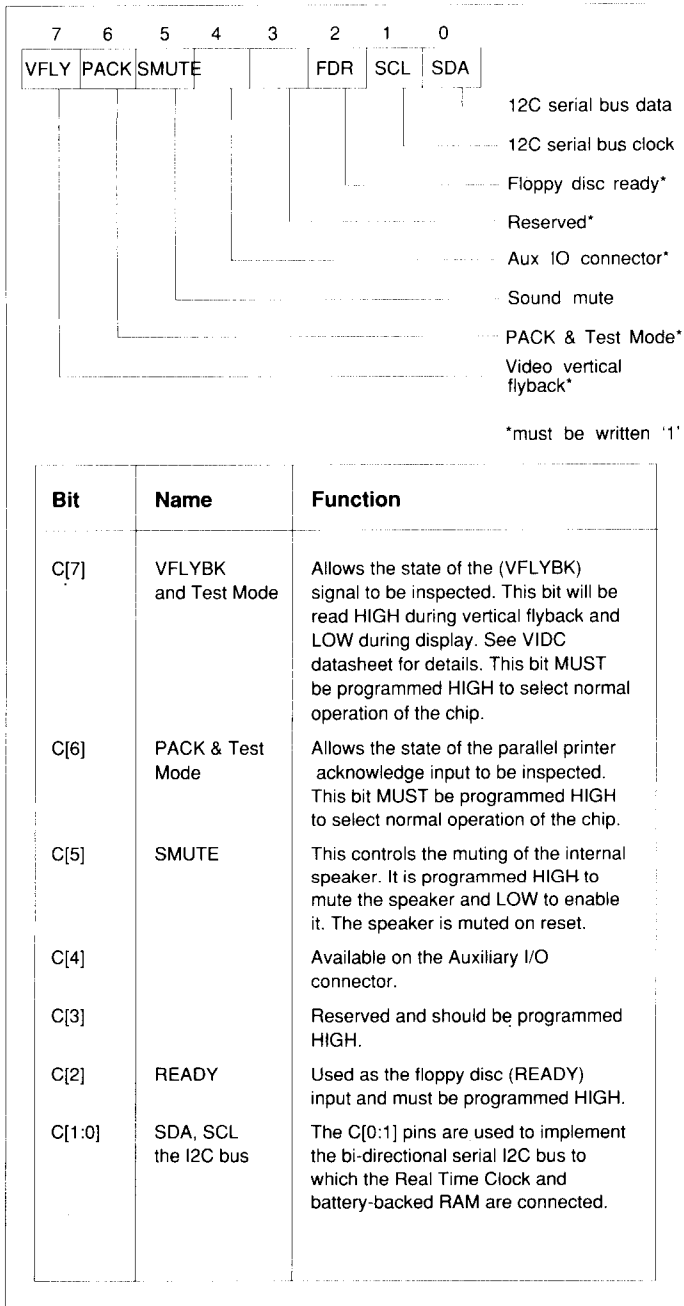 7 6 5 4 3 2 1 0
VFLY PACK SMUTE FDR SCL SDA
12C serial bus data
12C serial bus clock
Floppy disc ready*
Reserved*
Aux IO connector*
Sound mute
PACK & Test Mode*
Video vertical
flyback*
*must be written '1'
Bit Name Function
C[7] VFLYBK Allows the state of the (VFLYBK)
and Test Mode signal to be inspected. This bit will be
read HIGH during vertical flyback and
LOW during display. See VIDC
datasheet for details. This bit MUST
be programmed HIGH to select normal
operation of the chip.
C[6] PACK & Test Allows the state of the parallel printer
Mode acknowledge input to be inspected.
This bit MUST be programmed HIGH
to select normal operation of the chip.
C[5] SMUTE This controls the muting of the internal
speaker. It is programmed HIGH to
mute the speaker and LOW to enable
it. The speaker is muted on reset.
C[4] Available on the Auxiliary I/O
connector.
C[3] Reserved and should be programmed
HIGH.
C[2] READY Used as the floppy disc (READY)
input and must be programmed HIGH.
C[1:0] SDA, SCL The C[0:1] pins are used to implement
the I2C bus the bi-directional serial I2C bus to
which the Real Time Clock and
battery-backed RAM are connected.